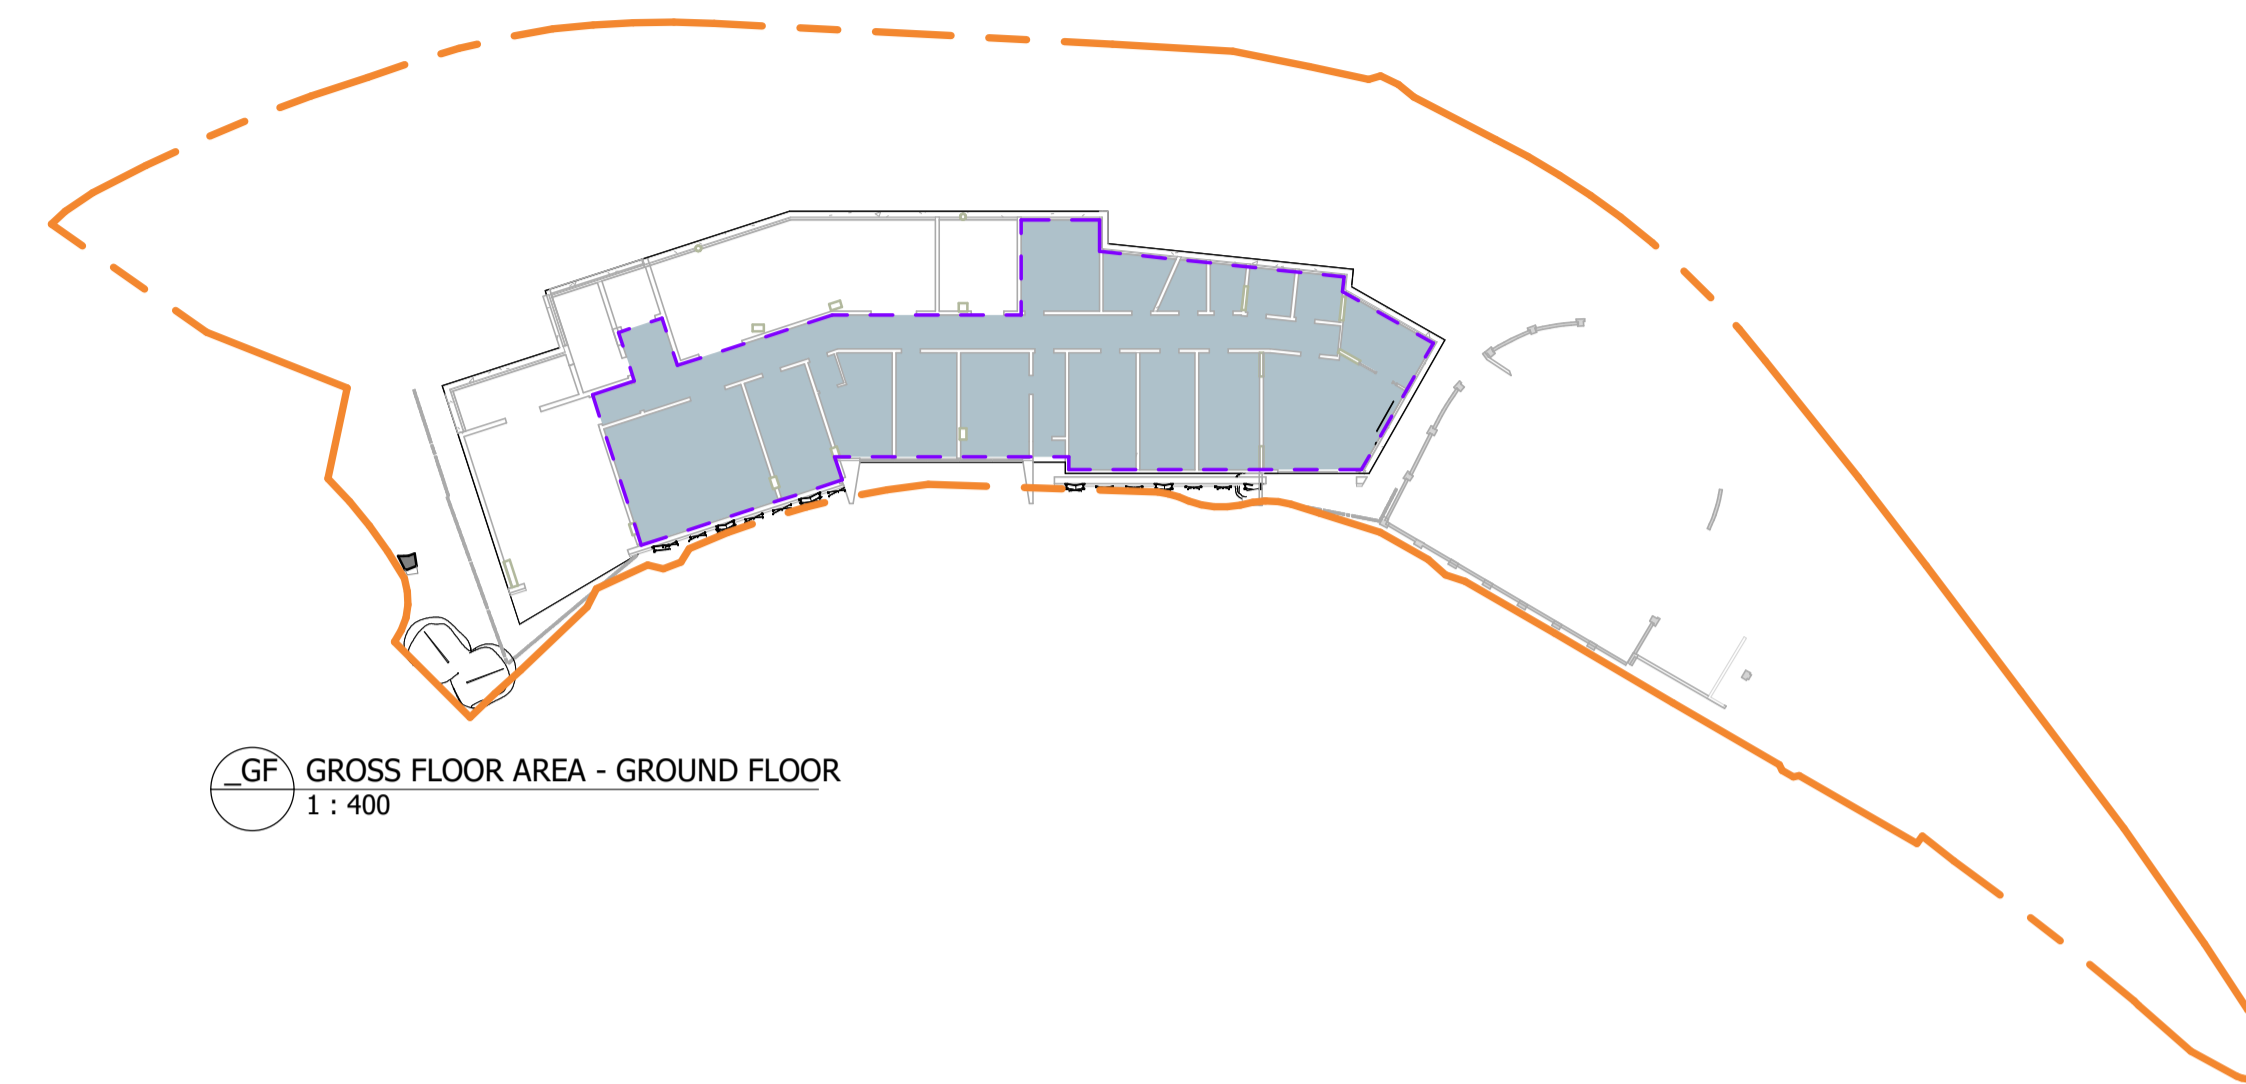 _GF GROSS FLOOR AREA - GROUND FLOOR
1 : 400